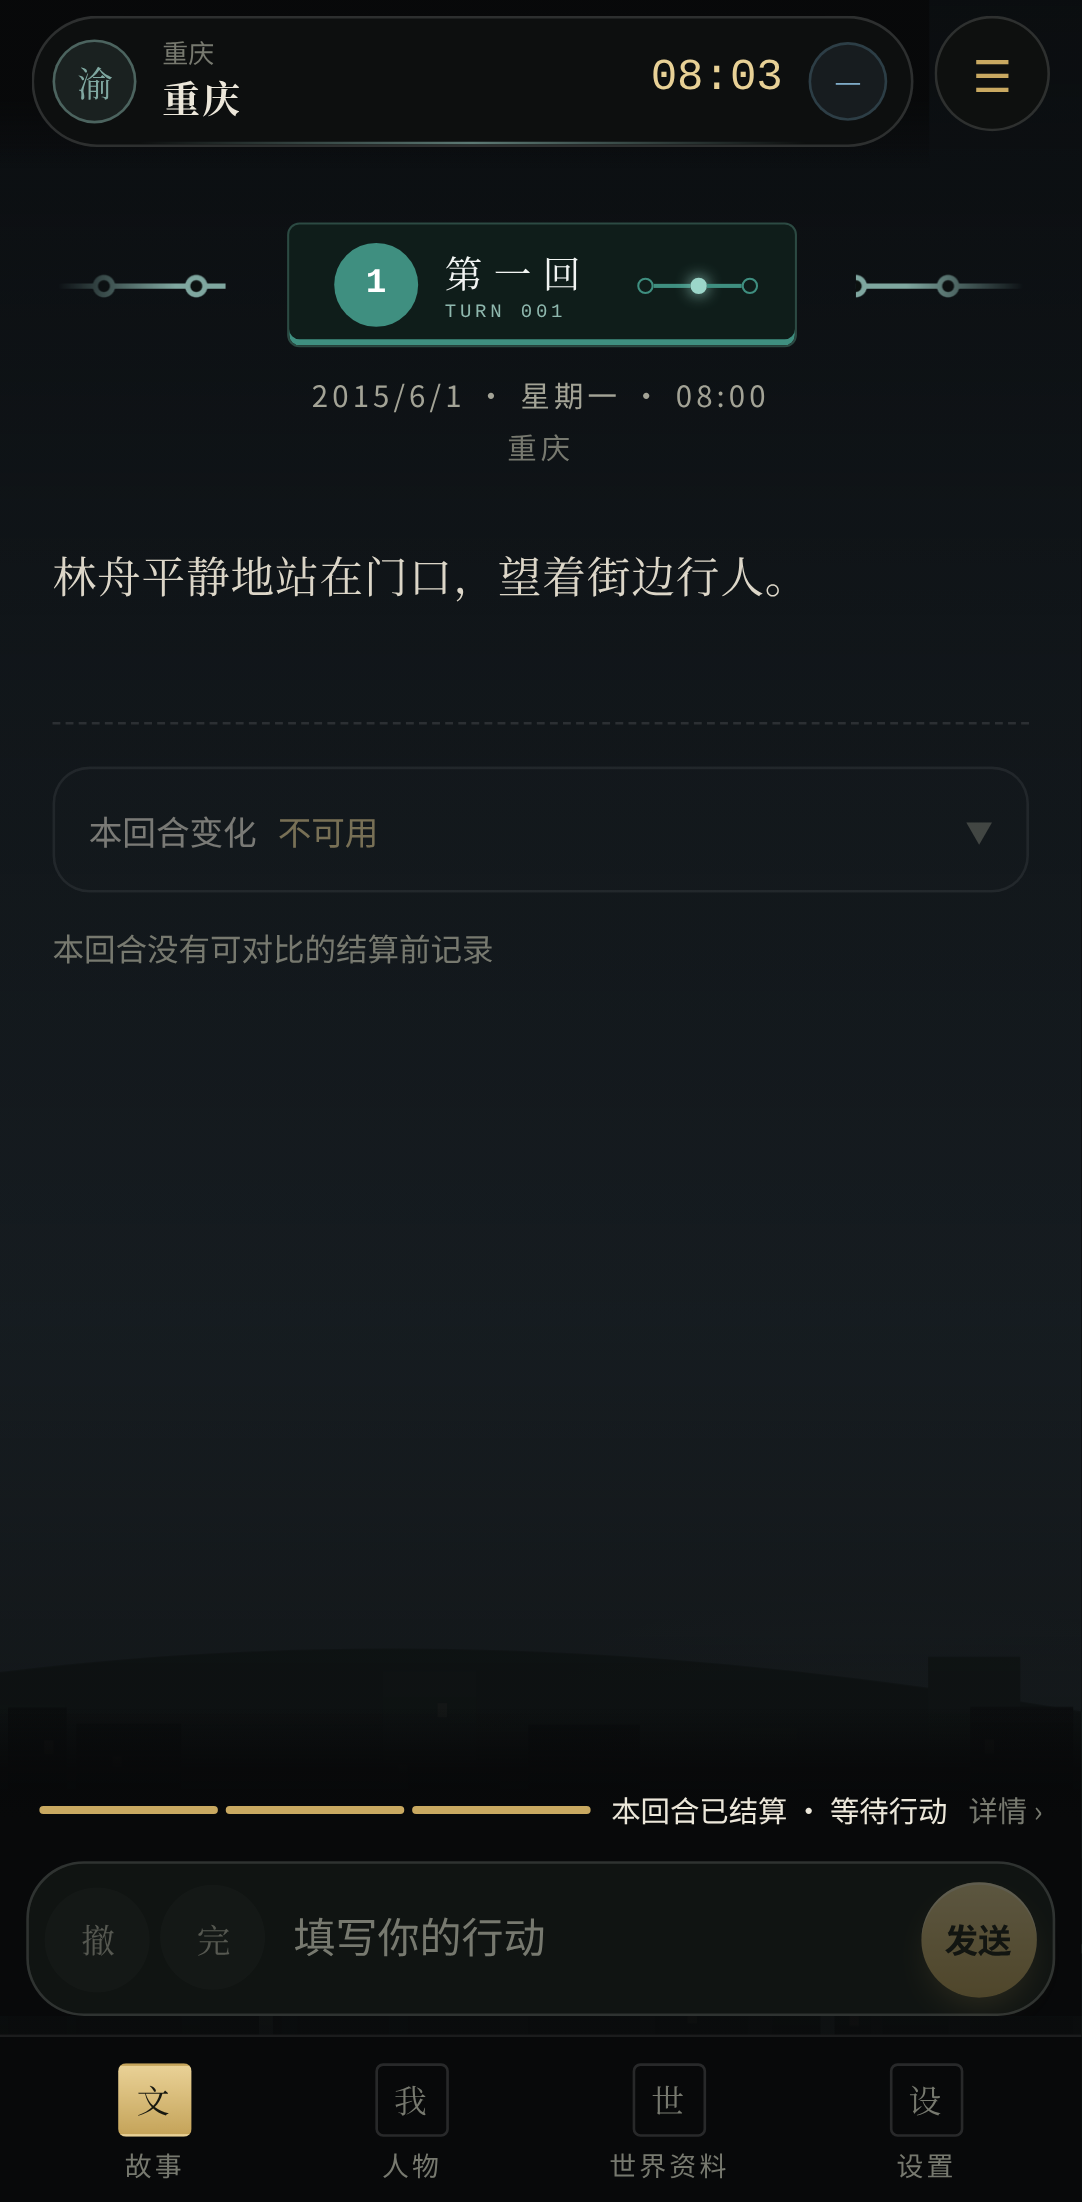 渝
重庆
重庆
08:03
—
☰
1
第一回
TURN 001
2015/6/1 · 星期一 · 08:00
重庆
林舟平静地站在门口，望着街边行人。
本回合变化 不可用 ▼
本回合没有可对比的结算前记录
本回合已结算 · 等待行动 详情 ›
撤 完 填写你的行动 发送
文 我 世 设
故事 人物 世界资料 设置